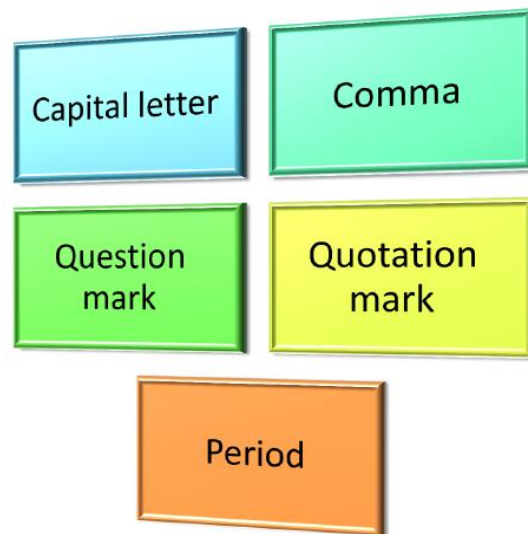 Capital letter
Comma
Question
mark
Quotation
mark
Period